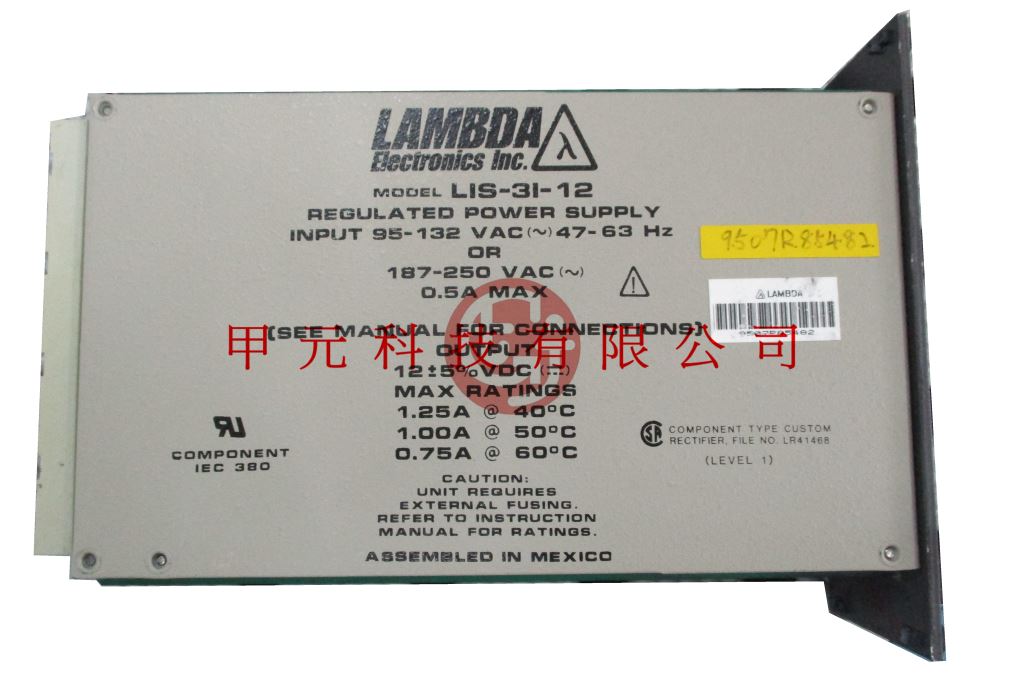 LAMBDA
Electronics Inc.
λ
MODEL LIS-3I-12
REGULATED POWER SUPPLY
INPUT 95-132 VAC (~) 47-63 Hz
OR
187-250 VAC (~)
0.5A MAX
9507R85482
LAMBDA
9507R85482
(SEE MANUAL FOR CONNECTIONS)
甲元科技有限公司
OUTPUT
12±5% VDC (⎓)
MAX RATINGS
1.25A @ 40°C
1.00A @ 50°C
0.75A @ 60°C
COMPONENT
IEC 380
COMPONENT TYPE CUSTOM
RECTIFIER, FILE NO. LR41468
(LEVEL 1)
CAUTION:
UNIT REQUIRES
EXTERNAL FUSING.
REFER TO INSTRUCTION
MANUAL FOR RATINGS.
ASSEMBLED IN MEXICO